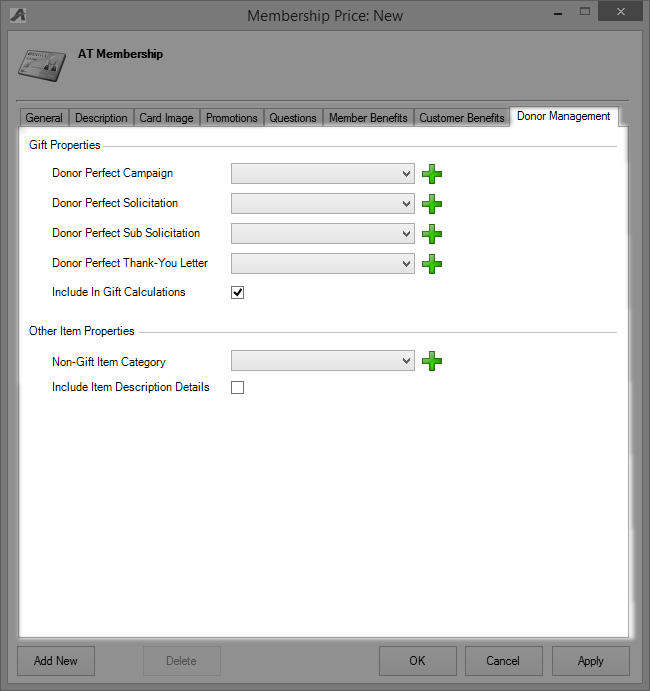 Membership Price: New
AT Membership
General Description Card Image Promotions Questions Member Benefits Customer Benefits Donor Management
Gift Properties
Donor Perfect Campaign
Donor Perfect Solicitation
Donor Perfect Sub Solicitation
Donor Perfect Thank-You Letter
Include In Gift Calculations
Other Item Properties
Non-Gift Item Category
Include Item Description Details
Add New Delete OK Cancel Apply